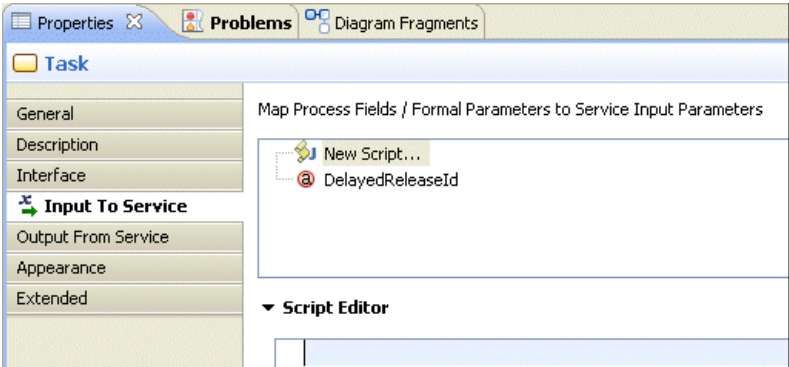 Properties Problems Diagram Fragments
Task
General
Description
Interface
Input To Service
Output From Service
Appearance
Extended
Map Process Fields / Formal Parameters to Service Input Parameters
New Script...
DelayedReleaseId
Script Editor